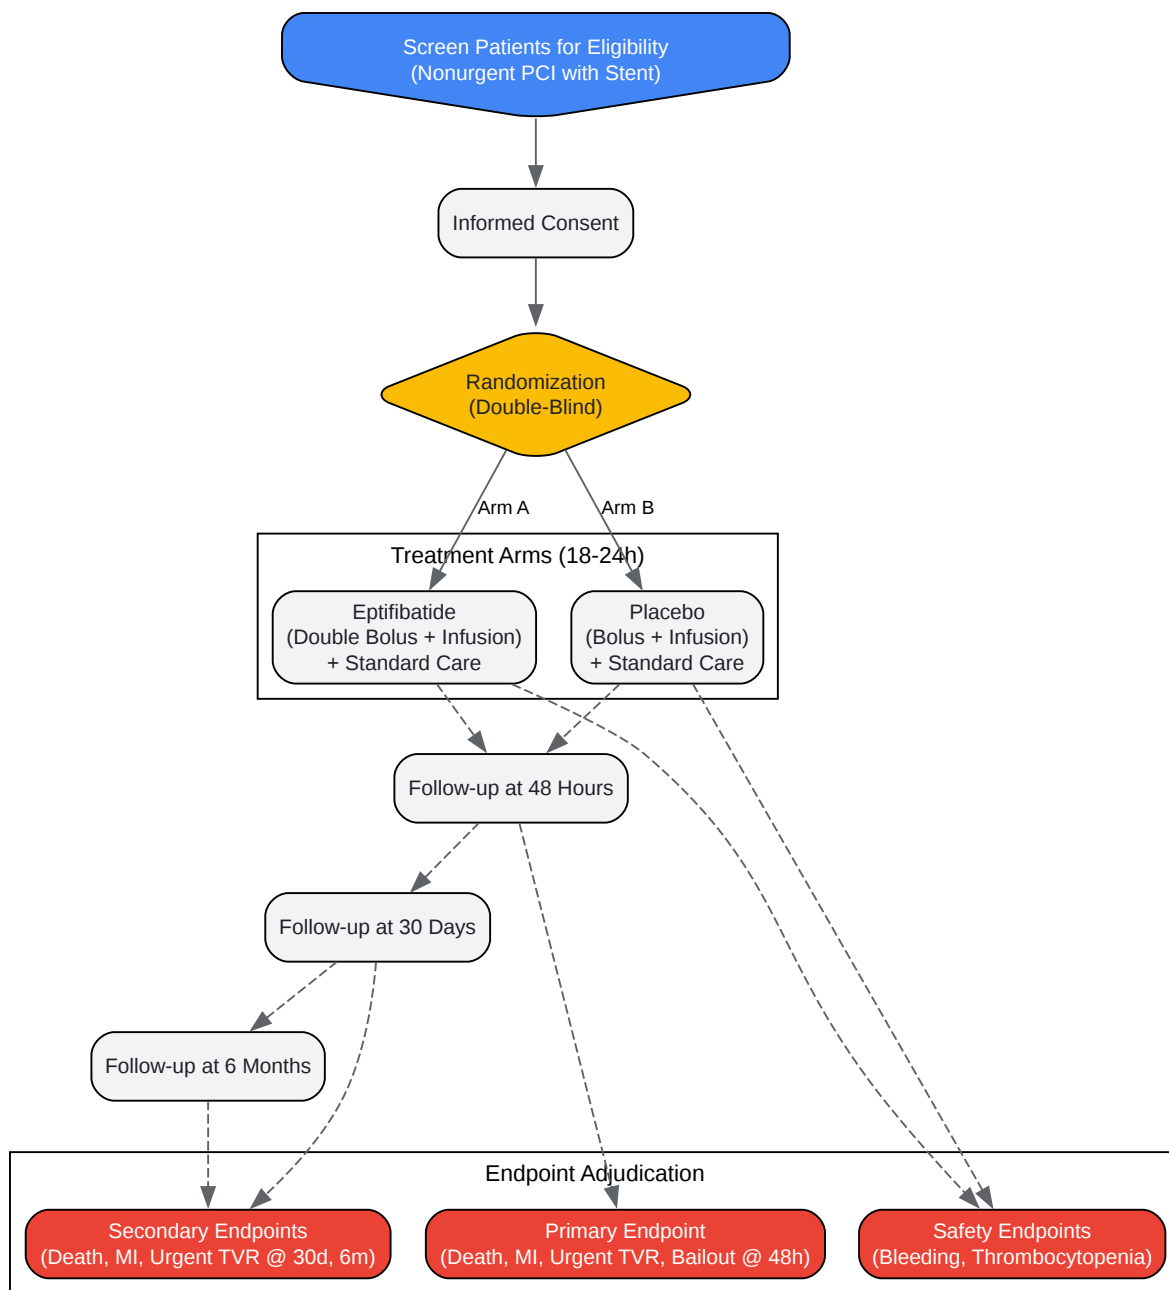 Screen Patients for Eligibility
(Nonurgent PCI with Stent)
Informed Consent
Randomization
(Double-Blind)
Arm A
Arm B
Treatment Arms (18-24h)
Eptifibatide
(Double Bolus + Infusion)
+ Standard Care
Placebo
(Bolus + Infusion)
+ Standard Care
Follow-up at 48 Hours
Follow-up at 30 Days
Follow-up at 6 Months
Endpoint Adjudication
Secondary Endpoints
(Death, MI, Urgent TVR @ 30d, 6m)
Primary Endpoint
(Death, MI, Urgent TVR, Bailout @ 48h)
Safety Endpoints
(Bleeding, Thrombocytopenia)